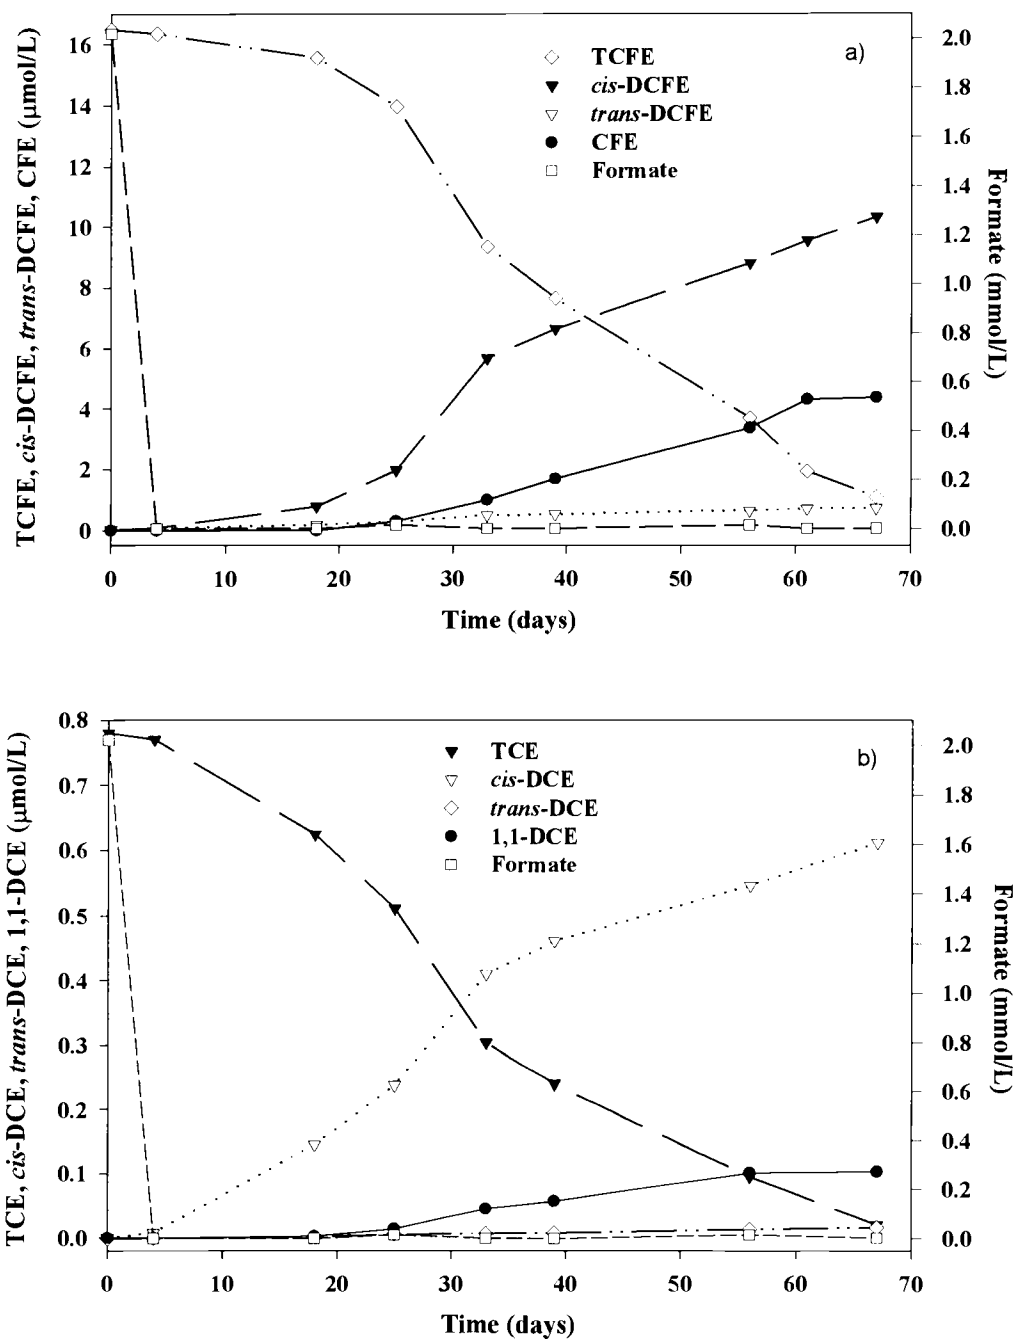 a)
TCFE
cis-DCFE
trans-DCFE
CFE
Formate
TCFE, cis-DCFE, trans-DCFE, CFE (µmol/L)
16
14
12
10
8
6
4
2
0
Formate (mmol/L)
2.0
1.8
1.6
1.4
1.2
1.0
0.8
0.6
0.4
0.2
0.0
0 10 20 30 40 50 60 70
Time (days)
b)
TCE
cis-DCE
trans-DCE
1,1-DCE
Formate
TCE, cis-DCE, trans-DCE, 1,1-DCE (µmol/L)
0.8
0.7
0.6
0.5
0.4
0.3
0.2
0.1
0.0
Formate (mmol/L)
2.0
1.8
1.6
1.4
1.2
1.0
0.8
0.6
0.4
0.2
0.0
0 10 20 30 40 50 60 70
Time (days)